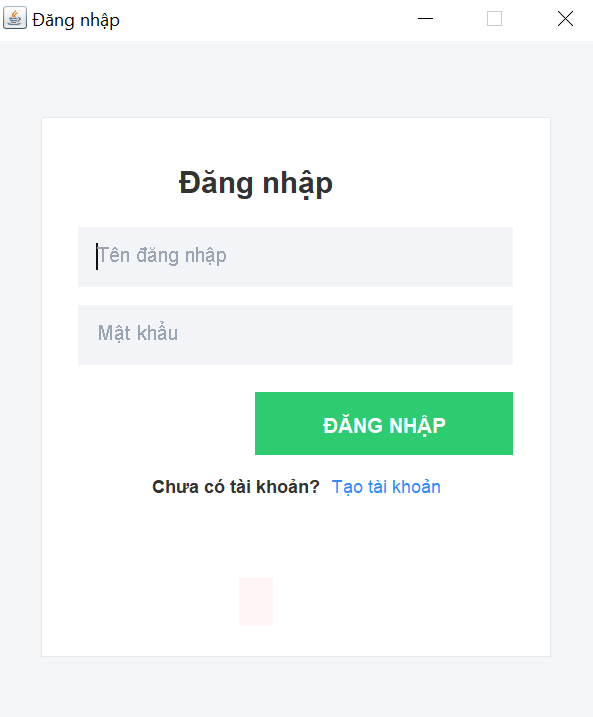 Đăng nhập
Đăng nhập
Tên đăng nhập
Mật khẩu
ĐĂNG NHẬP
Chưa có tài khoản? Tạo tài khoản